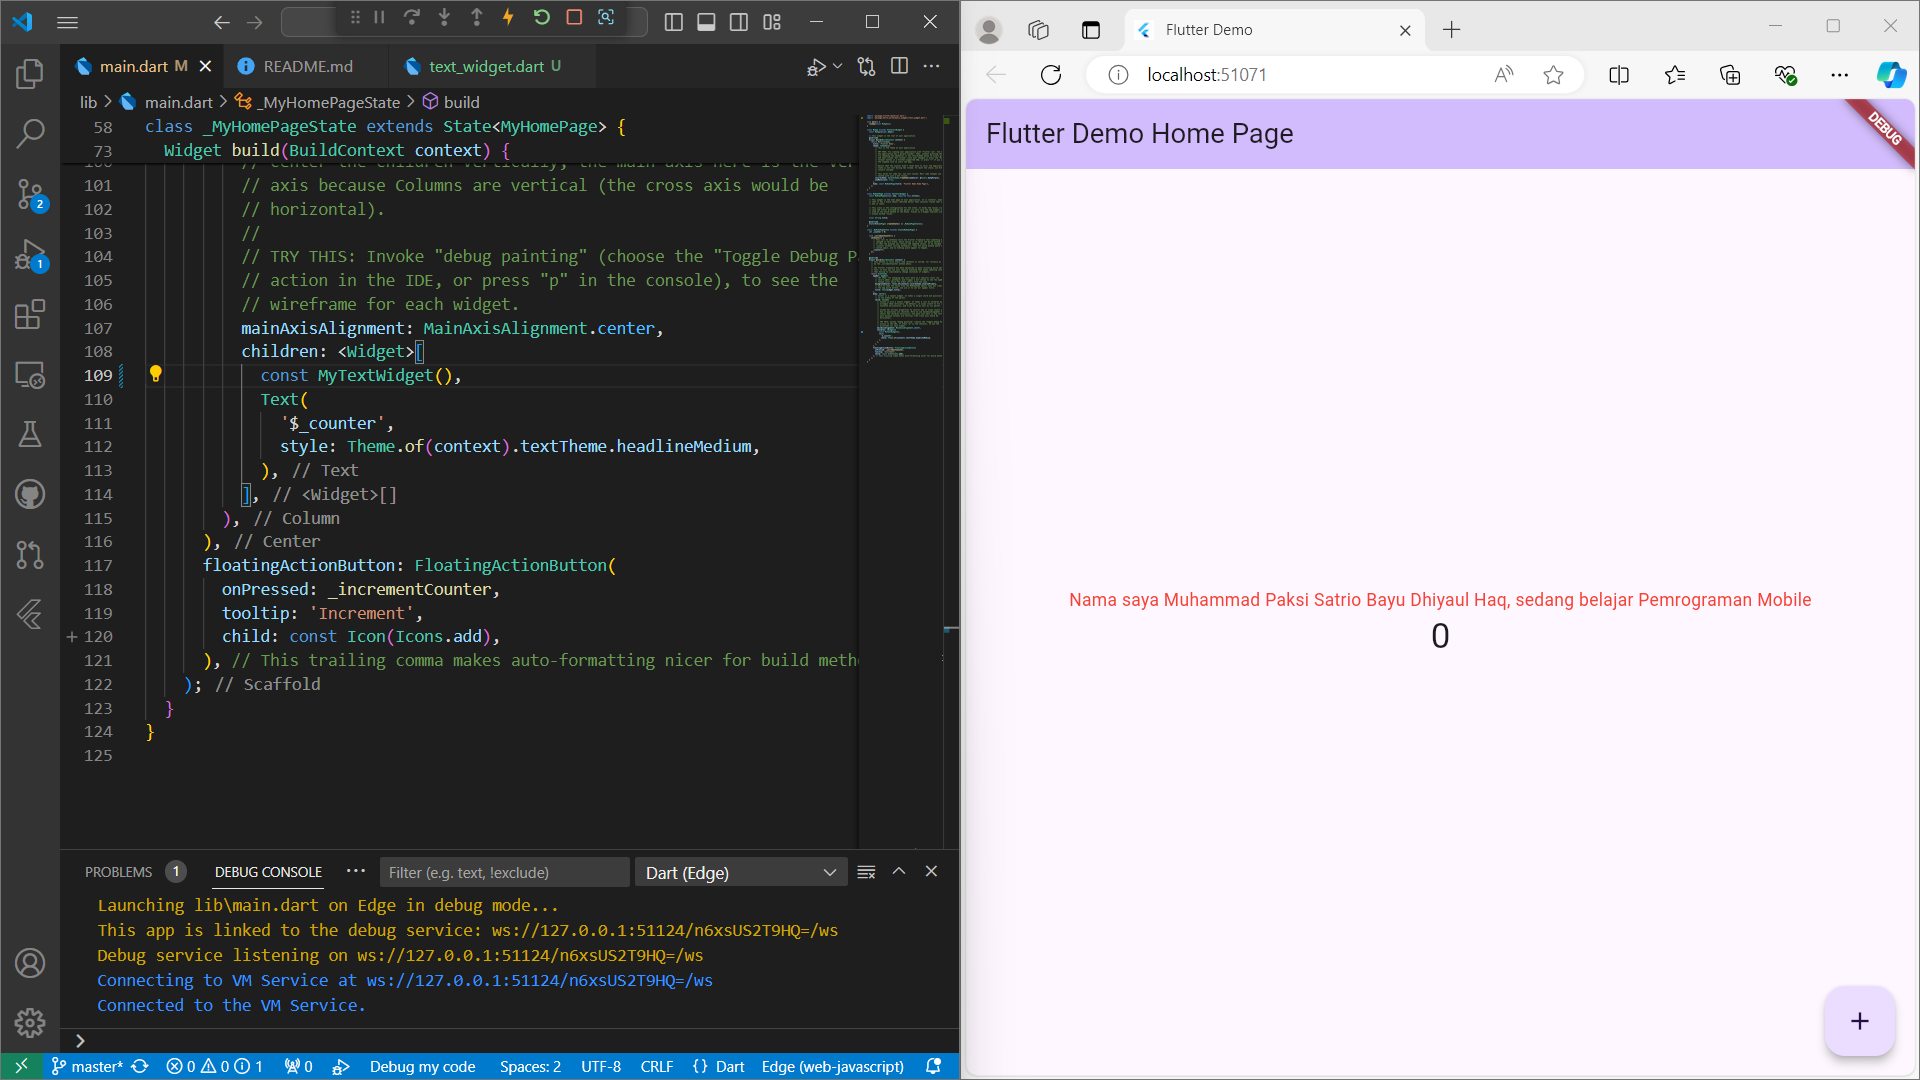 main.dart M
README.md
text_widget.dart U
lib > main.dart > _MyHomePageState > build
58 class _MyHomePageState extends State<MyHomePage> {
73 Widget build(BuildContext context) {
101 // axis because Columns are vertical (the cross axis would be
102 // horizontal).
103 //
104 // TRY THIS: Invoke "debug painting" (choose the "Toggle Debug P
105 // action in the IDE, or press "p" in the console), to see the
106 // wireframe for each widget.
107 mainAxisAlignment: MainAxisAlignment.center,
108 children: <Widget>[
109 const MyTextWidget(),
110 Text(
111 '$_counter',
112 style: Theme.of(context).textTheme.headlineMedium,
113 ), // Text
114 ], // <Widget>[]
115 ), // Column
116 ), // Center
117 floatingActionButton: FloatingActionButton(
118 onPressed: _incrementCounter,
119 tooltip: 'Increment',
120 child: const Icon(Icons.add),
121 ), // This trailing comma makes auto-formatting nicer for build meth
122 ); // Scaffold
123 }
124 }
125
PROBLEMS 1
DEBUG CONSOLE
Filter (e.g. text, !exclude)
Dart (Edge)
Launching lib\main.dart on Edge in debug mode...
This app is linked to the debug service: ws://127.0.0.1:51124/n6xsUS2T9HQ=/ws
Debug service listening on ws://127.0.0.1:51124/n6xsUS2T9HQ=/ws
Connecting to VM Service at ws://127.0.0.1:51124/n6xsUS2T9HQ=/ws
Connected to the VM Service.
2
1
master* 0 0 1 0 Debug my code Spaces: 2 UTF-8 CRLF {} Dart Edge (web-javascript)
Flutter Demo
localhost:51071
Flutter Demo Home Page
DEBUG
Nama saya Muhammad Paksi Satrio Bayu Dhiyaul Haq, sedang belajar Pemrograman Mobile
0